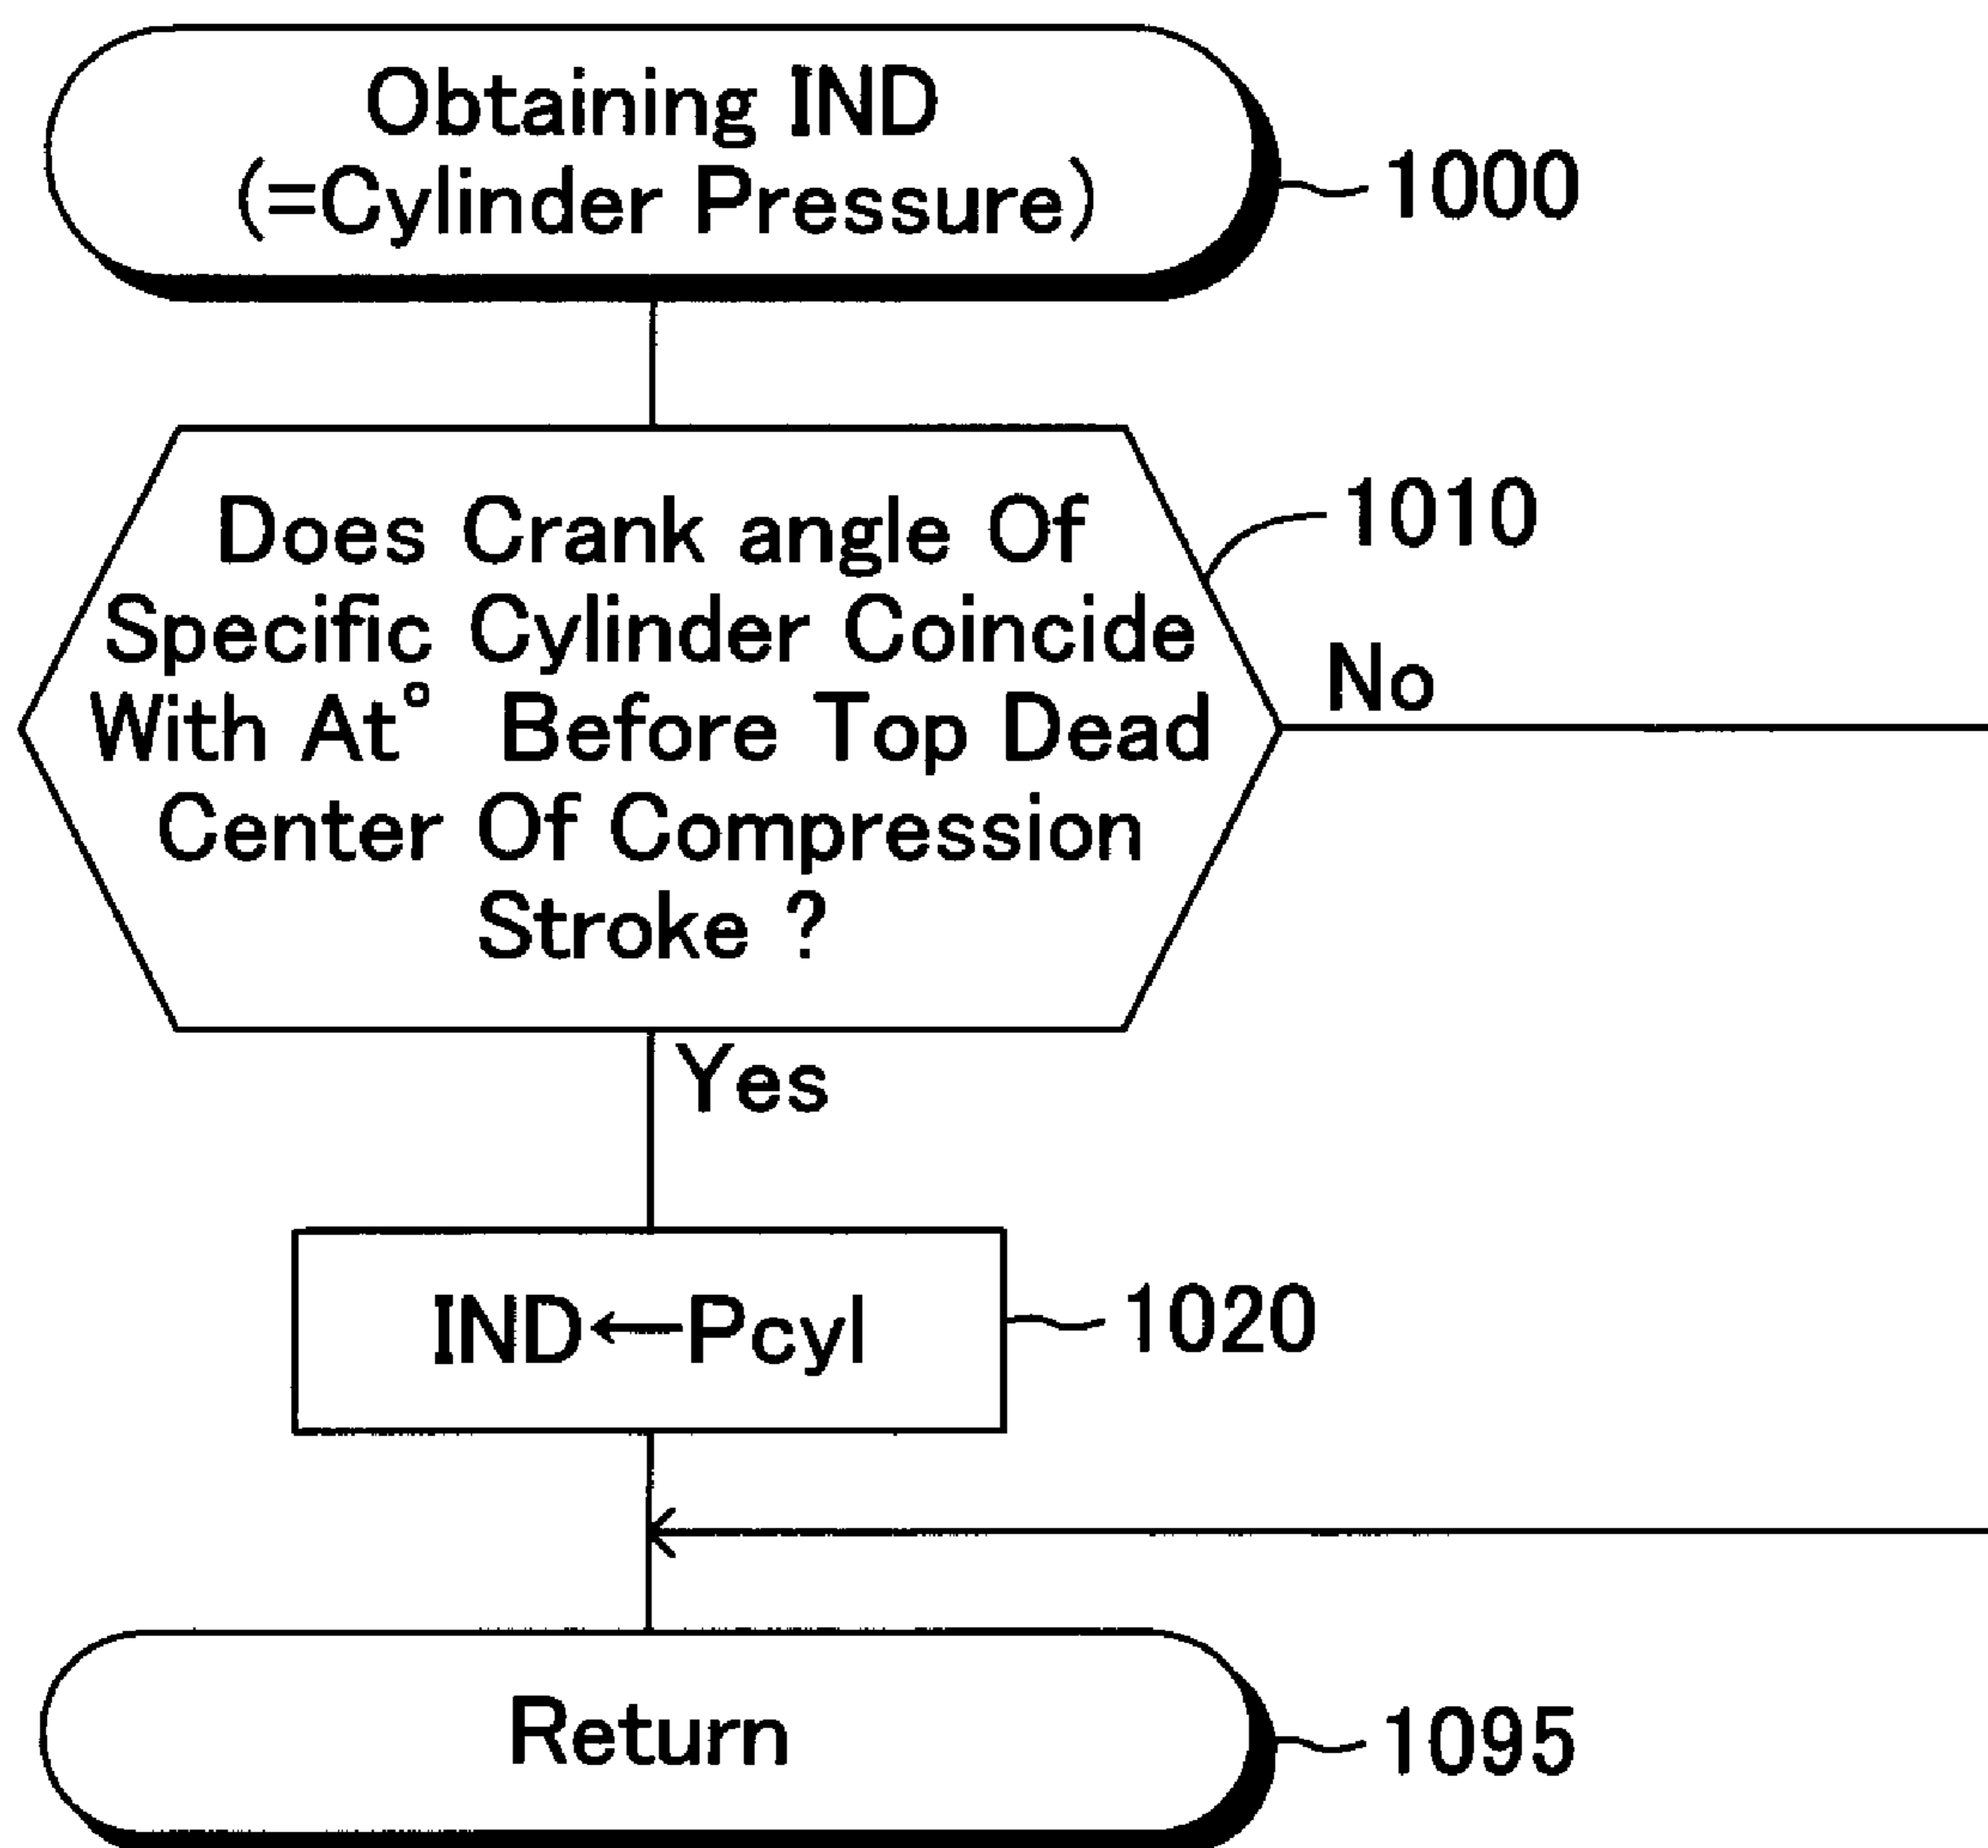 Obtaining IND
(=Cylinder Pressure)
1000
Does Crank angle Of
Specific Cylinder Coincide
With At° Before Top Dead
Center Of Compression
Stroke ?
1010
No
Yes
IND←Pcyl
1020
Return
1095